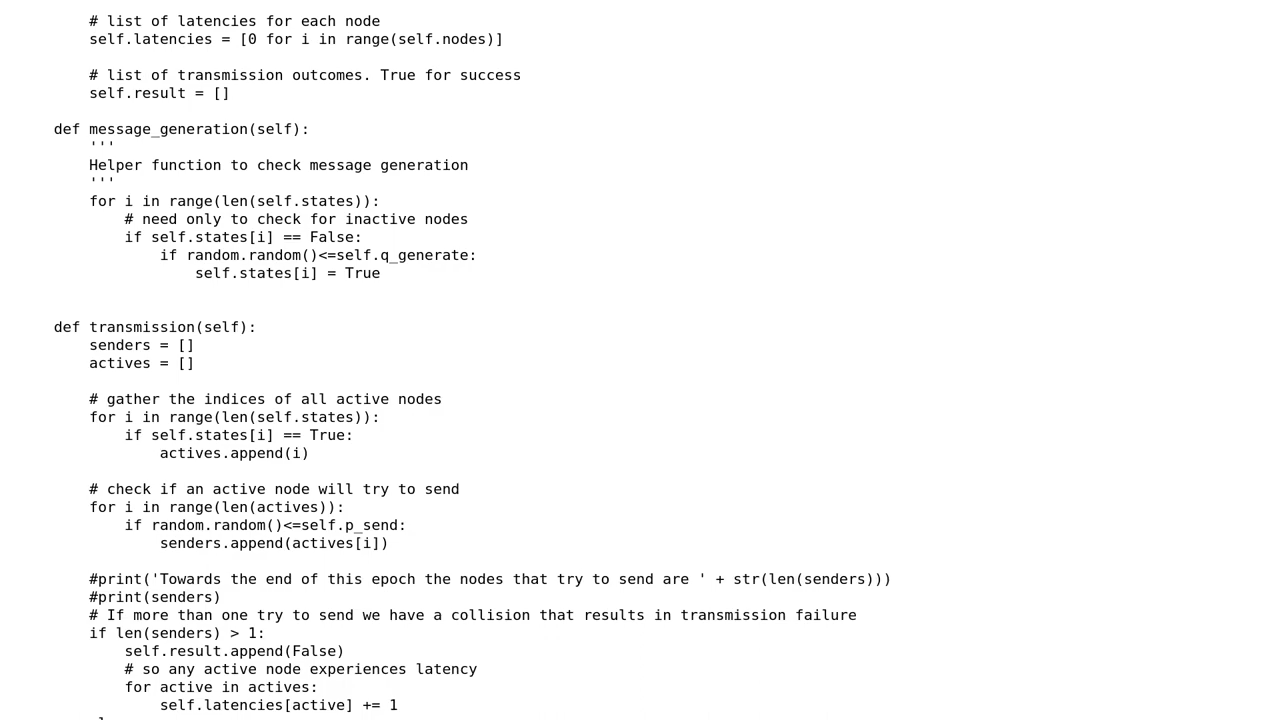 # list of latencies for each node
self.latencies = [0 for i in range(self.nodes)]
# list of transmission outcomes. True for success
self.result = []
def message_generation(self):
'''
Helper function to check message generation
'''
for i in range(len(self.states)):
# need only to check for inactive nodes
if self.states[i] == False:
if random.random()<=self.q_generate:
self.states[i] = True
def transmission(self):
senders = []
actives = []
# gather the indices of all active nodes
for i in range(len(self.states)):
if self.states[i] == True:
actives.append(i)
# check if an active node will try to send
for i in range(len(actives)):
if random.random()<=self.p_send:
senders.append(actives[i])
#print('Towards the end of this epoch the nodes that try to send are ' + str(len(senders)))
#print(senders)
# If more than one try to send we have a collision that results in transmission failure
if len(senders) > 1:
self.result.append(False)
# so any active node experiences latency
for active in actives:
self.latencies[active] += 1